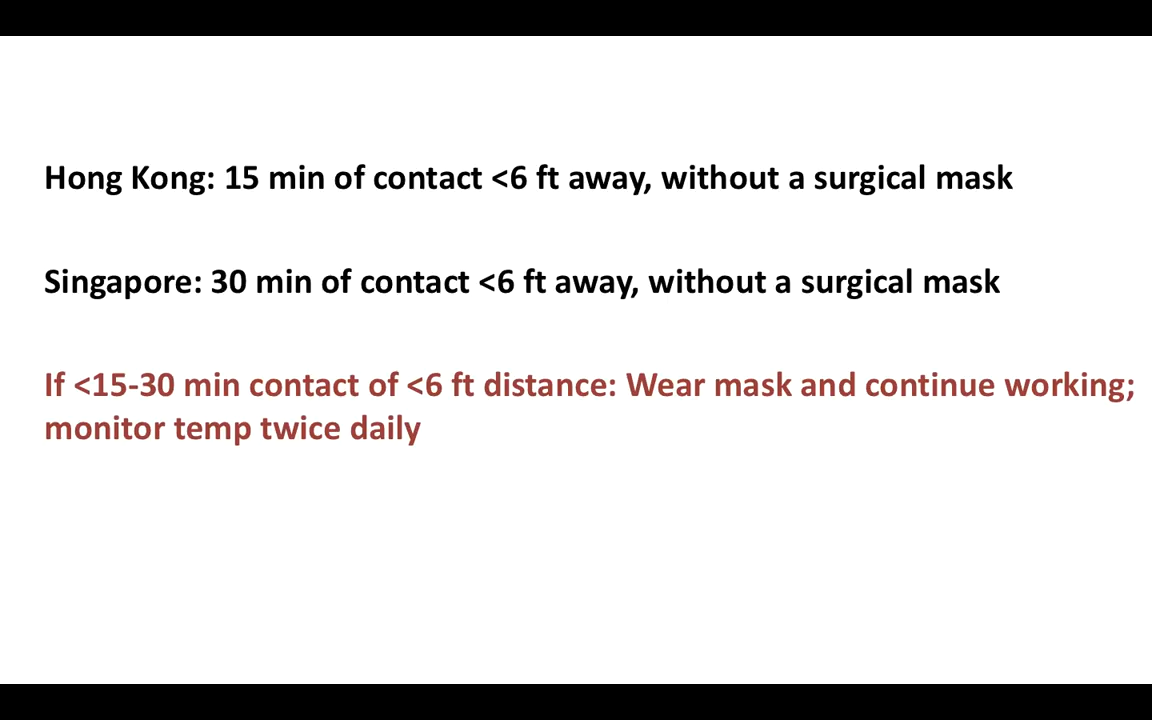 Hong Kong: 15 min of contact <6 ft away, without a surgical mask
Singapore: 30 min of contact <6 ft away, without a surgical mask
If <15-30 min contact of <6 ft distance: Wear mask and continue working;
monitor temp twice daily